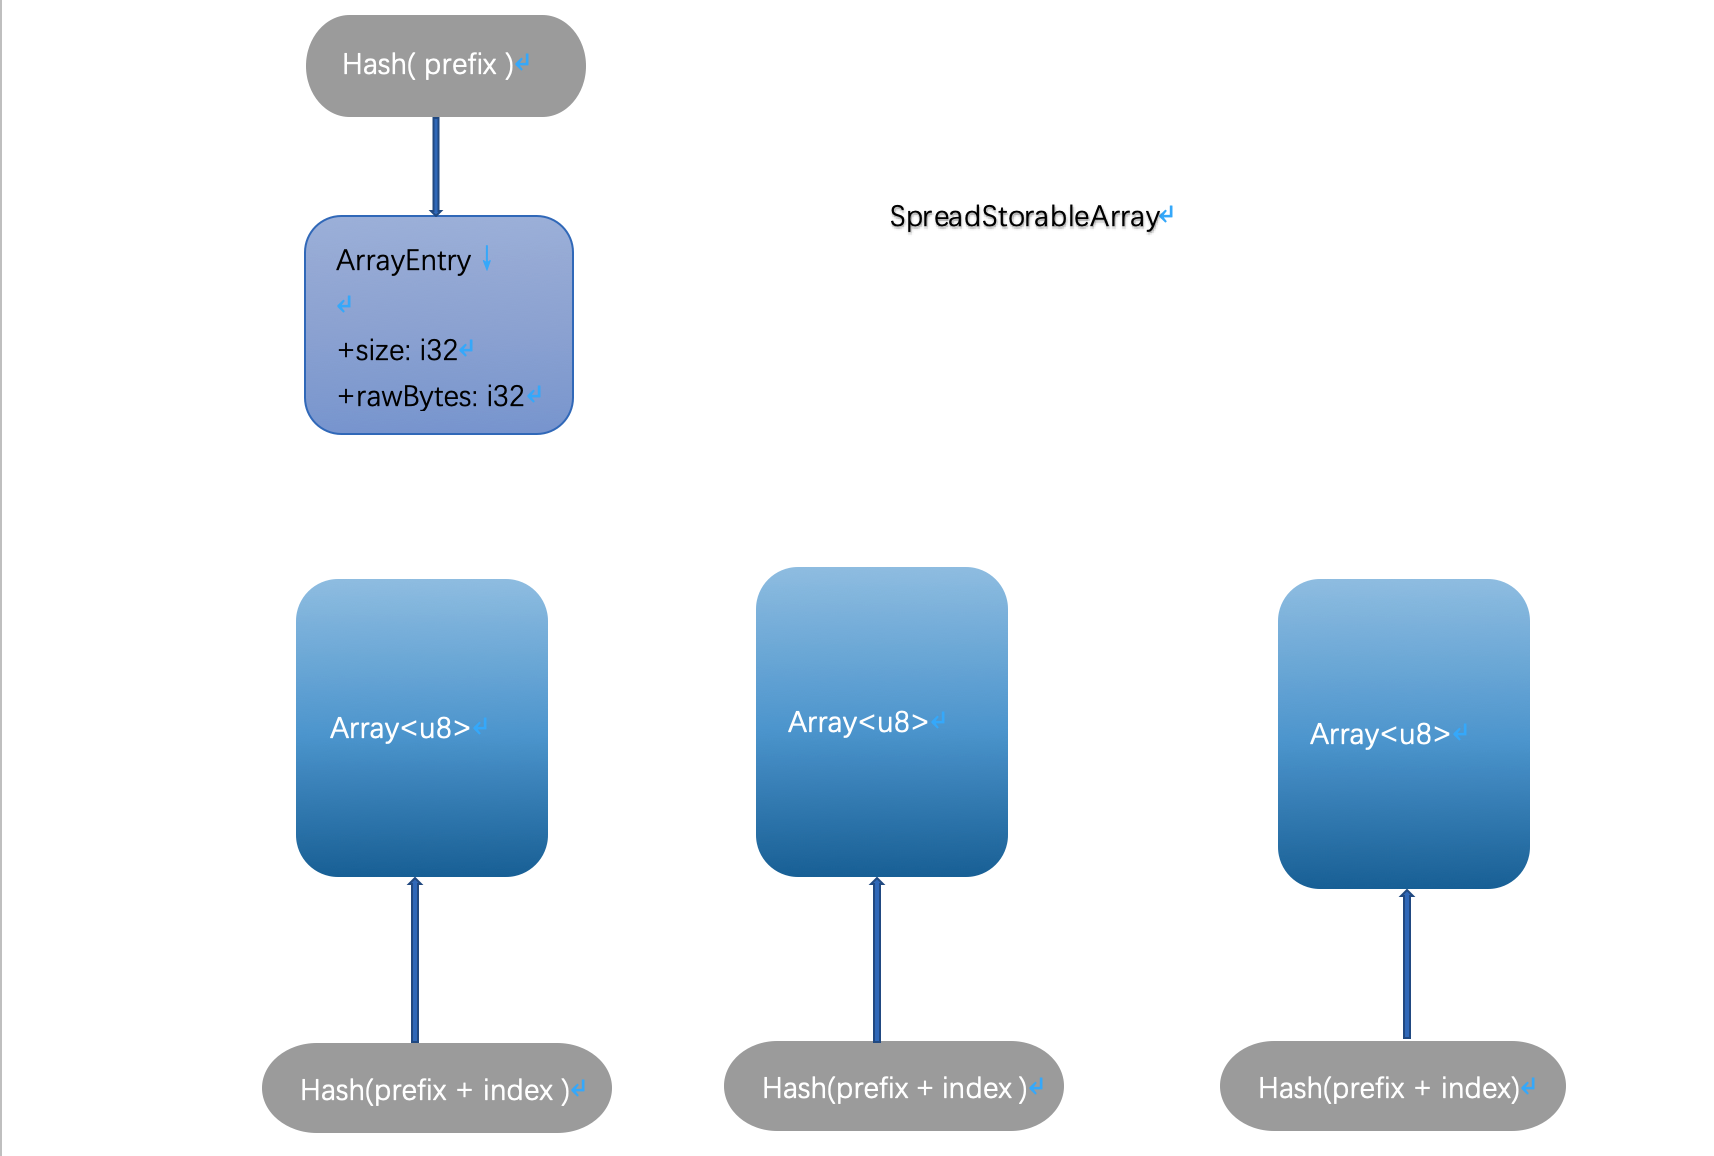 Hash( prefix )
SpreadStorableArray
ArrayEntry
+size: i32
+rawBytes: i32
Array<u8>
Array<u8>
Array<u8>
Hash(prefix + index )
Hash(prefix + index )
Hash(prefix + index)